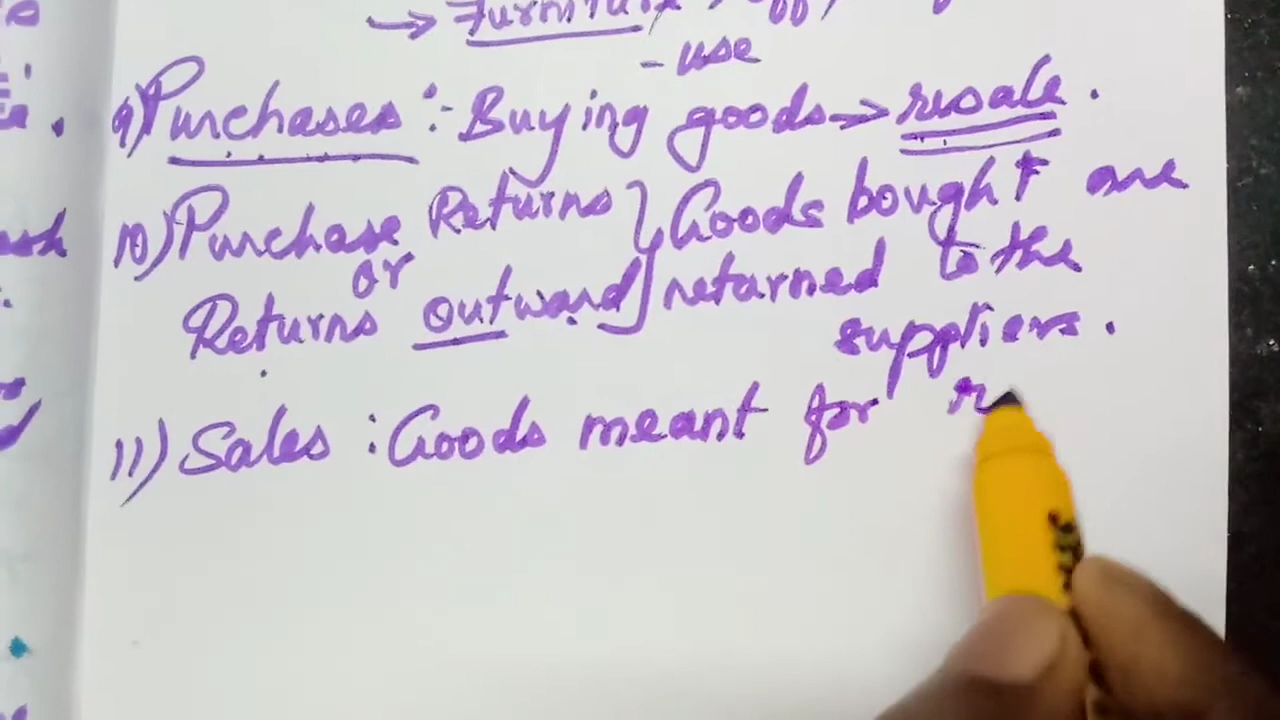 → Furniture
- use
9) Purchases :- Buying goods → resale.
10) Purchase Returns } Goods bought are
or
Returns outward } returned to the
suppliers.
11) Sales : Goods meant for r